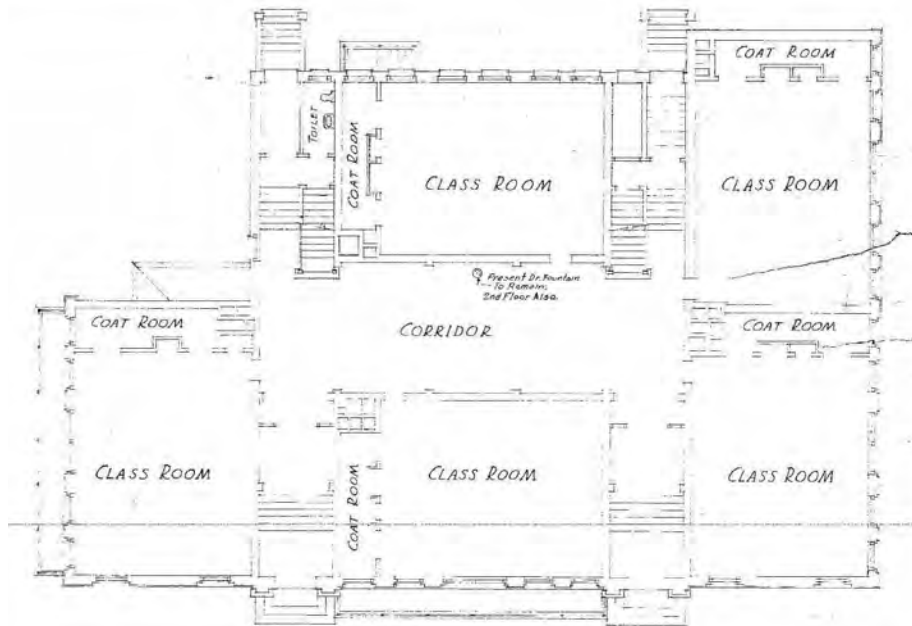 COAT ROOM
TOILET
COAT ROOM
CLASS ROOM
CLASS ROOM
Present Dr. Fountain
To Remain,
2nd Floor Also.
COAT ROOM
CORRIDOR
COAT ROOM
CLASS ROOM
COAT ROOM
CLASS ROOM
CLASS ROOM